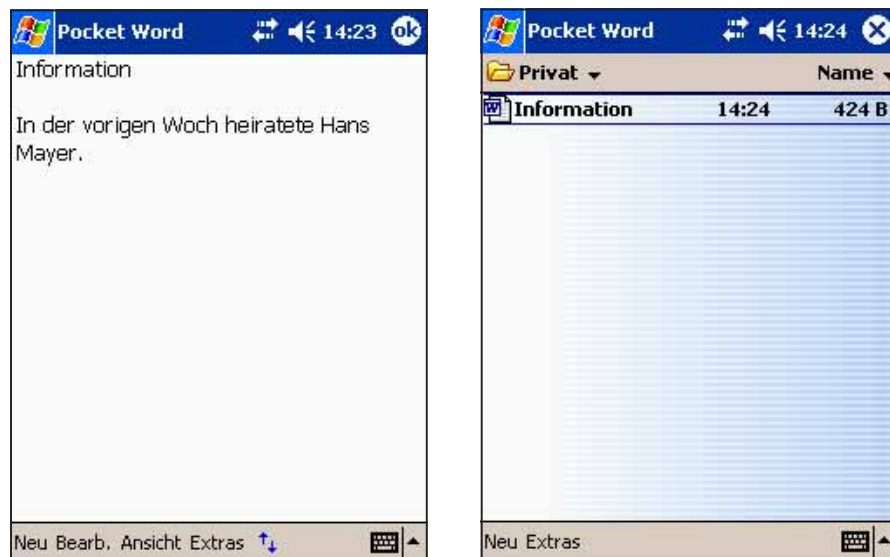 Pocket Word 14:23 ok
Information
In der vorigen Woch heiratete Hans
Mayer.
Neu Bearb. Ansicht Extras
Pocket Word 14:24
Privat Name
Information 14:24 424 B
Neu Extras